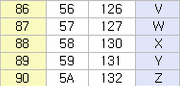 86 56 126 V
87 57 127 W
88 58 130 X
89 59 131 Y
90 5A 132 Z